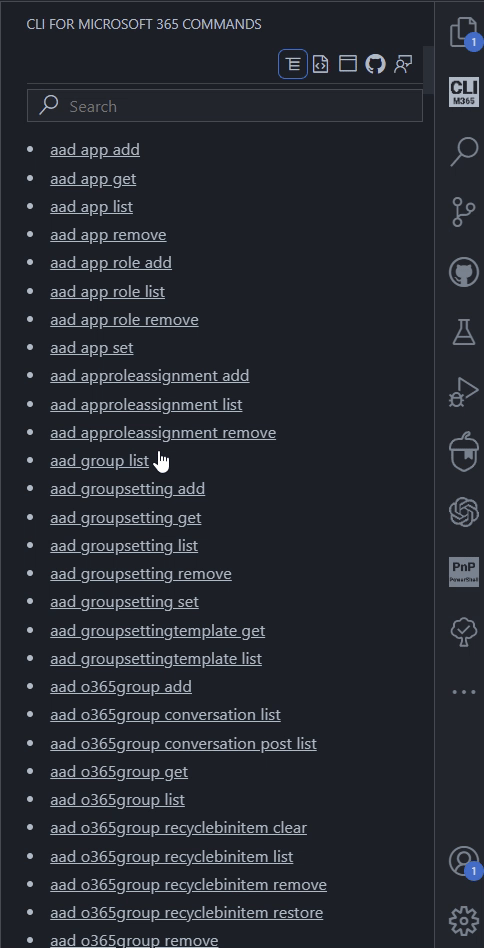 CLI FOR MICROSOFT 365 COMMANDS
Search
aad app add
aad app get
aad app list
aad app remove
aad app role add
aad app role list
aad app role remove
aad app set
aad approleassignment add
aad approleassignment list
aad approleassignment remove
aad group list
aad groupsetting add
aad groupsetting get
aad groupsetting list
aad groupsetting remove
aad groupsetting set
aad groupsettingtemplate get
aad groupsettingtemplate list
aad o365group add
aad o365group conversation list
aad o365group conversation post list
aad o365group get
aad o365group list
aad o365group recyclebinitem clear
aad o365group recyclebinitem list
aad o365group recyclebinitem remove
aad o365group recyclebinitem restore
aad o365group remove
1
CLI
M365
PnP
PowerShell
1